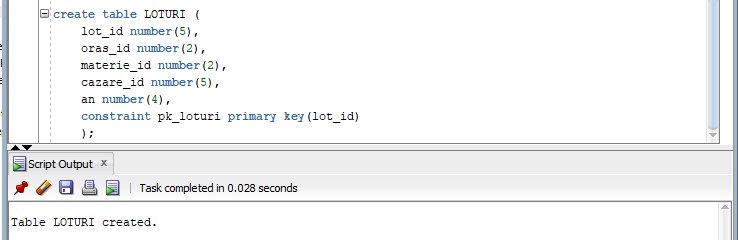 create table LOTURI (
lot_id number(5),
oras_id number(2),
materie_id number(2),
cazare_id number(5),
an number(4),
constraint pk_loturi primary key(lot_id)
);
Script Output x
Task completed in 0.028 seconds
Table LOTURI created.